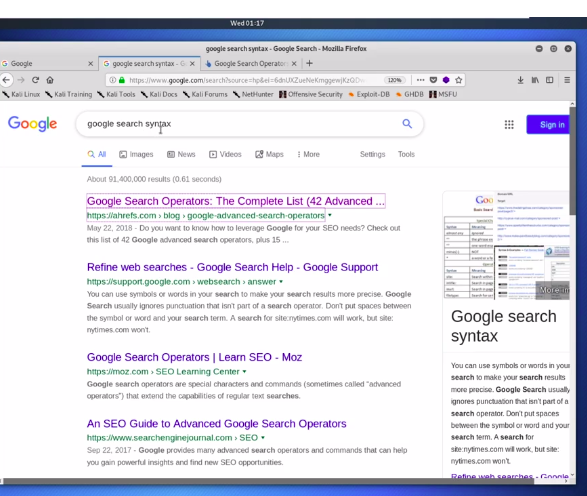 Wed 01:17
google search syntax - Google Search - Mozilla Firefox
G Google × G google search syntax - G × Google Search Operators × +
https://www.google.com/search?source=hp&ei=6dnUXZueNeKmggewjKzQD 120%
Kali Linux Kali Training Kali Tools Kali Docs Kali Forums NetHunter Offensive Security Exploit-DB GHDB MSFU
Google google search syntax Sign in
All Images News Videos Maps More Settings Tools
About 91,400,000 results (0.61 seconds)
Google Search Operators: The Complete List (42 Advanced ...
https://ahrefs.com › blog › google-advanced-search-operators ▾
May 22, 2018 - Do you want to know how to leverage Google for your SEO needs? Check out
this list of 42 Google advanced search operators, plus 15 ...
Refine web searches - Google Search Help - Google Support
https://support.google.com › websearch › answer ▾
You can use symbols or words in your search to make your search results more precise. Google
Search usually ignores punctuation that isn't part of a search operator. Don't put spaces between
the symbol or word and your search term. A search for site:nytimes.com will work, but site:
nytimes.com won't.
Google Search Operators | Learn SEO - Moz
https://moz.com › SEO Learning Center ▾
Google search operators are special characters and commands (sometimes called "advanced
operators") that extend the capabilities of regular text searches.
An SEO Guide to Advanced Google Search Operators
https://www.searchenginejournal.com › SEO ▾
Sep 22, 2017 - Google provides many advanced search operators and commands that can help
you gain powerful insights and find new SEO opportunities.
More im
Google search
syntax
You can use symbols or words in your
search to make your search results
more precise. Google Search usually
ignores punctuation that isn't part of a
search operator. Don't put spaces
between the symbol or word and your
search term. A search for
site:nytimes.com will work, but site:
nytimes.com won't.
Refine web searches - Google